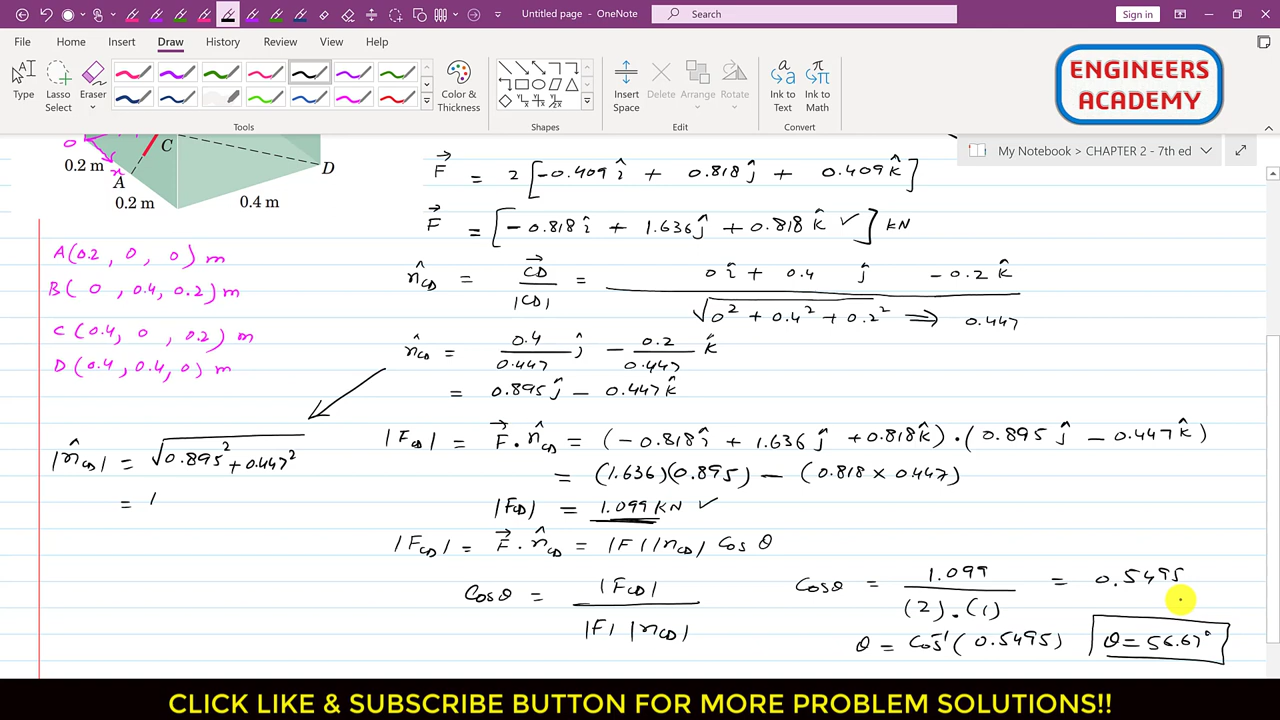 Untitled page - OneNote
Search
Sign in
File Home Insert Draw History Review View Help
ENGINEERS
ACADEMY
Type
Lasso
Select
Eraser
Color &
Thickness
Insert
Space
Delete
Arrange
Rotate
Ink to
Text
Ink to
Math
Tools
Shapes
Edit
Convert
My Notebook > CHAPTER 2 - 7th ed
O
C
0.2 m
x
A
D
0.2 m
0.4 m
F⃗ = 2[-0.409 î + 0.818 ĵ + 0.409 k̂]
F⃗ = [-0.818 î + 1.636 ĵ + 0.818 k̂ ✓] KN
A(0.2, 0, 0) m
B(0, 0.4, 0.2) m
C(0.4, 0, 0.2) m
D(0.4, 0.4, 0) m
n̂CD = CD⃗ / |CD| = (0 î + 0.4 ĵ - 0.2 k̂) / √(0² + 0.4² + 0.2²) ⇒ 0.447
n̂CD = 0.4/0.447 ĵ - 0.2/0.447 k̂
= 0.895 ĵ - 0.447 k̂
|n̂CD| = √(0.895² + 0.447²)
= 1
|FCD| = F⃗ . n̂CD = (-0.818 î + 1.636 ĵ + 0.818 k̂) . (0.895 ĵ - 0.447 k̂)
= (1.636)(0.895) - (0.818 × 0.447)
|FCD| = 1.099 KN ✓
|FCD| = F⃗ . n̂CD = |F| |nCD| Cos θ
Cosθ = |FCD| / |F| |nCD|
Cosθ = 1.099 / (2).(1) = 0.5495
θ = Cos⁻¹(0.5495)
θ = 56.67°
CLICK LIKE & SUBSCRIBE BUTTON FOR MORE PROBLEM SOLUTIONS!!